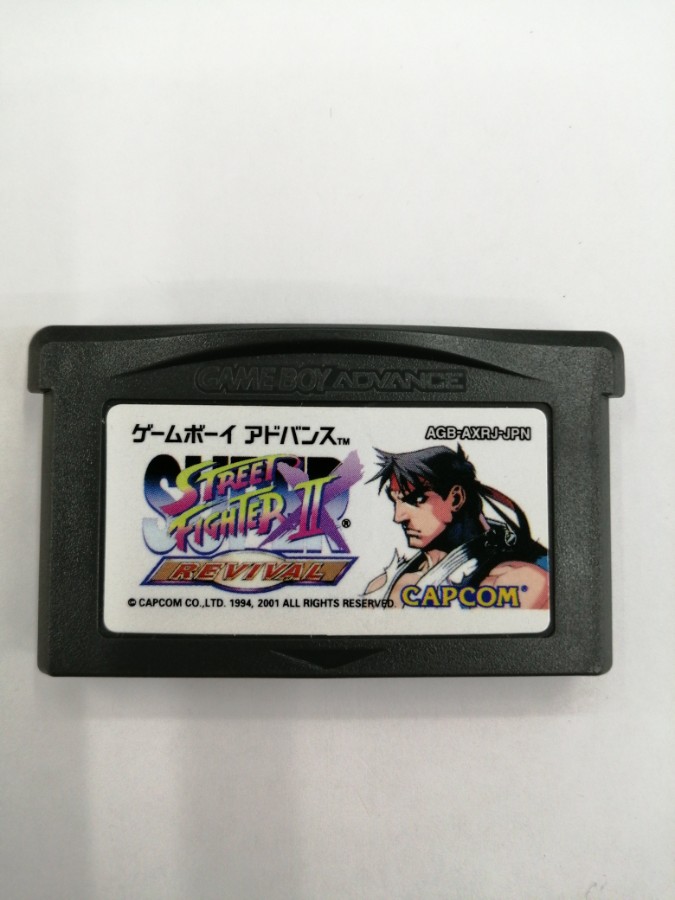 GAME BOY ADVANCE
ゲームボーイ アドバンス™
AGB-AXRJ-JPN
SUPER
STREET
FIGHTER II X®
REVIVAL
© CAPCOM CO., LTD. 1994, 2001 ALL RIGHTS RESERVED.
CAPCOM®